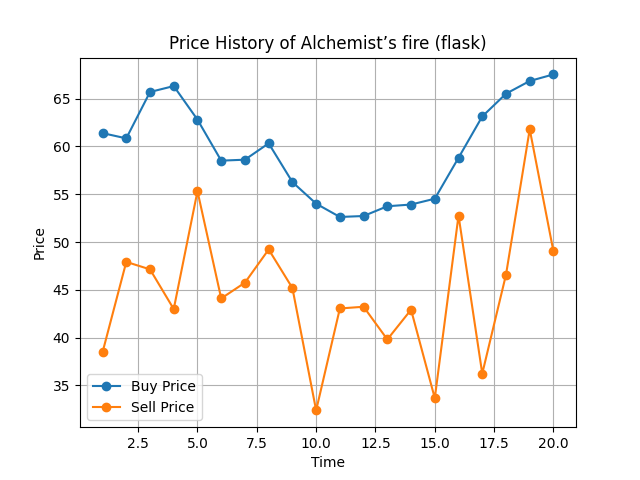 Price History of Alchemist’s fire (flask)
Price
65
60
55
50
45
40
35
Buy Price
Sell Price
2.5 5.0 7.5 10.0 12.5 15.0 17.5 20.0
Time